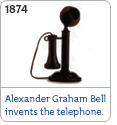 1874
Alexander Graham Bell
invents the telephone.